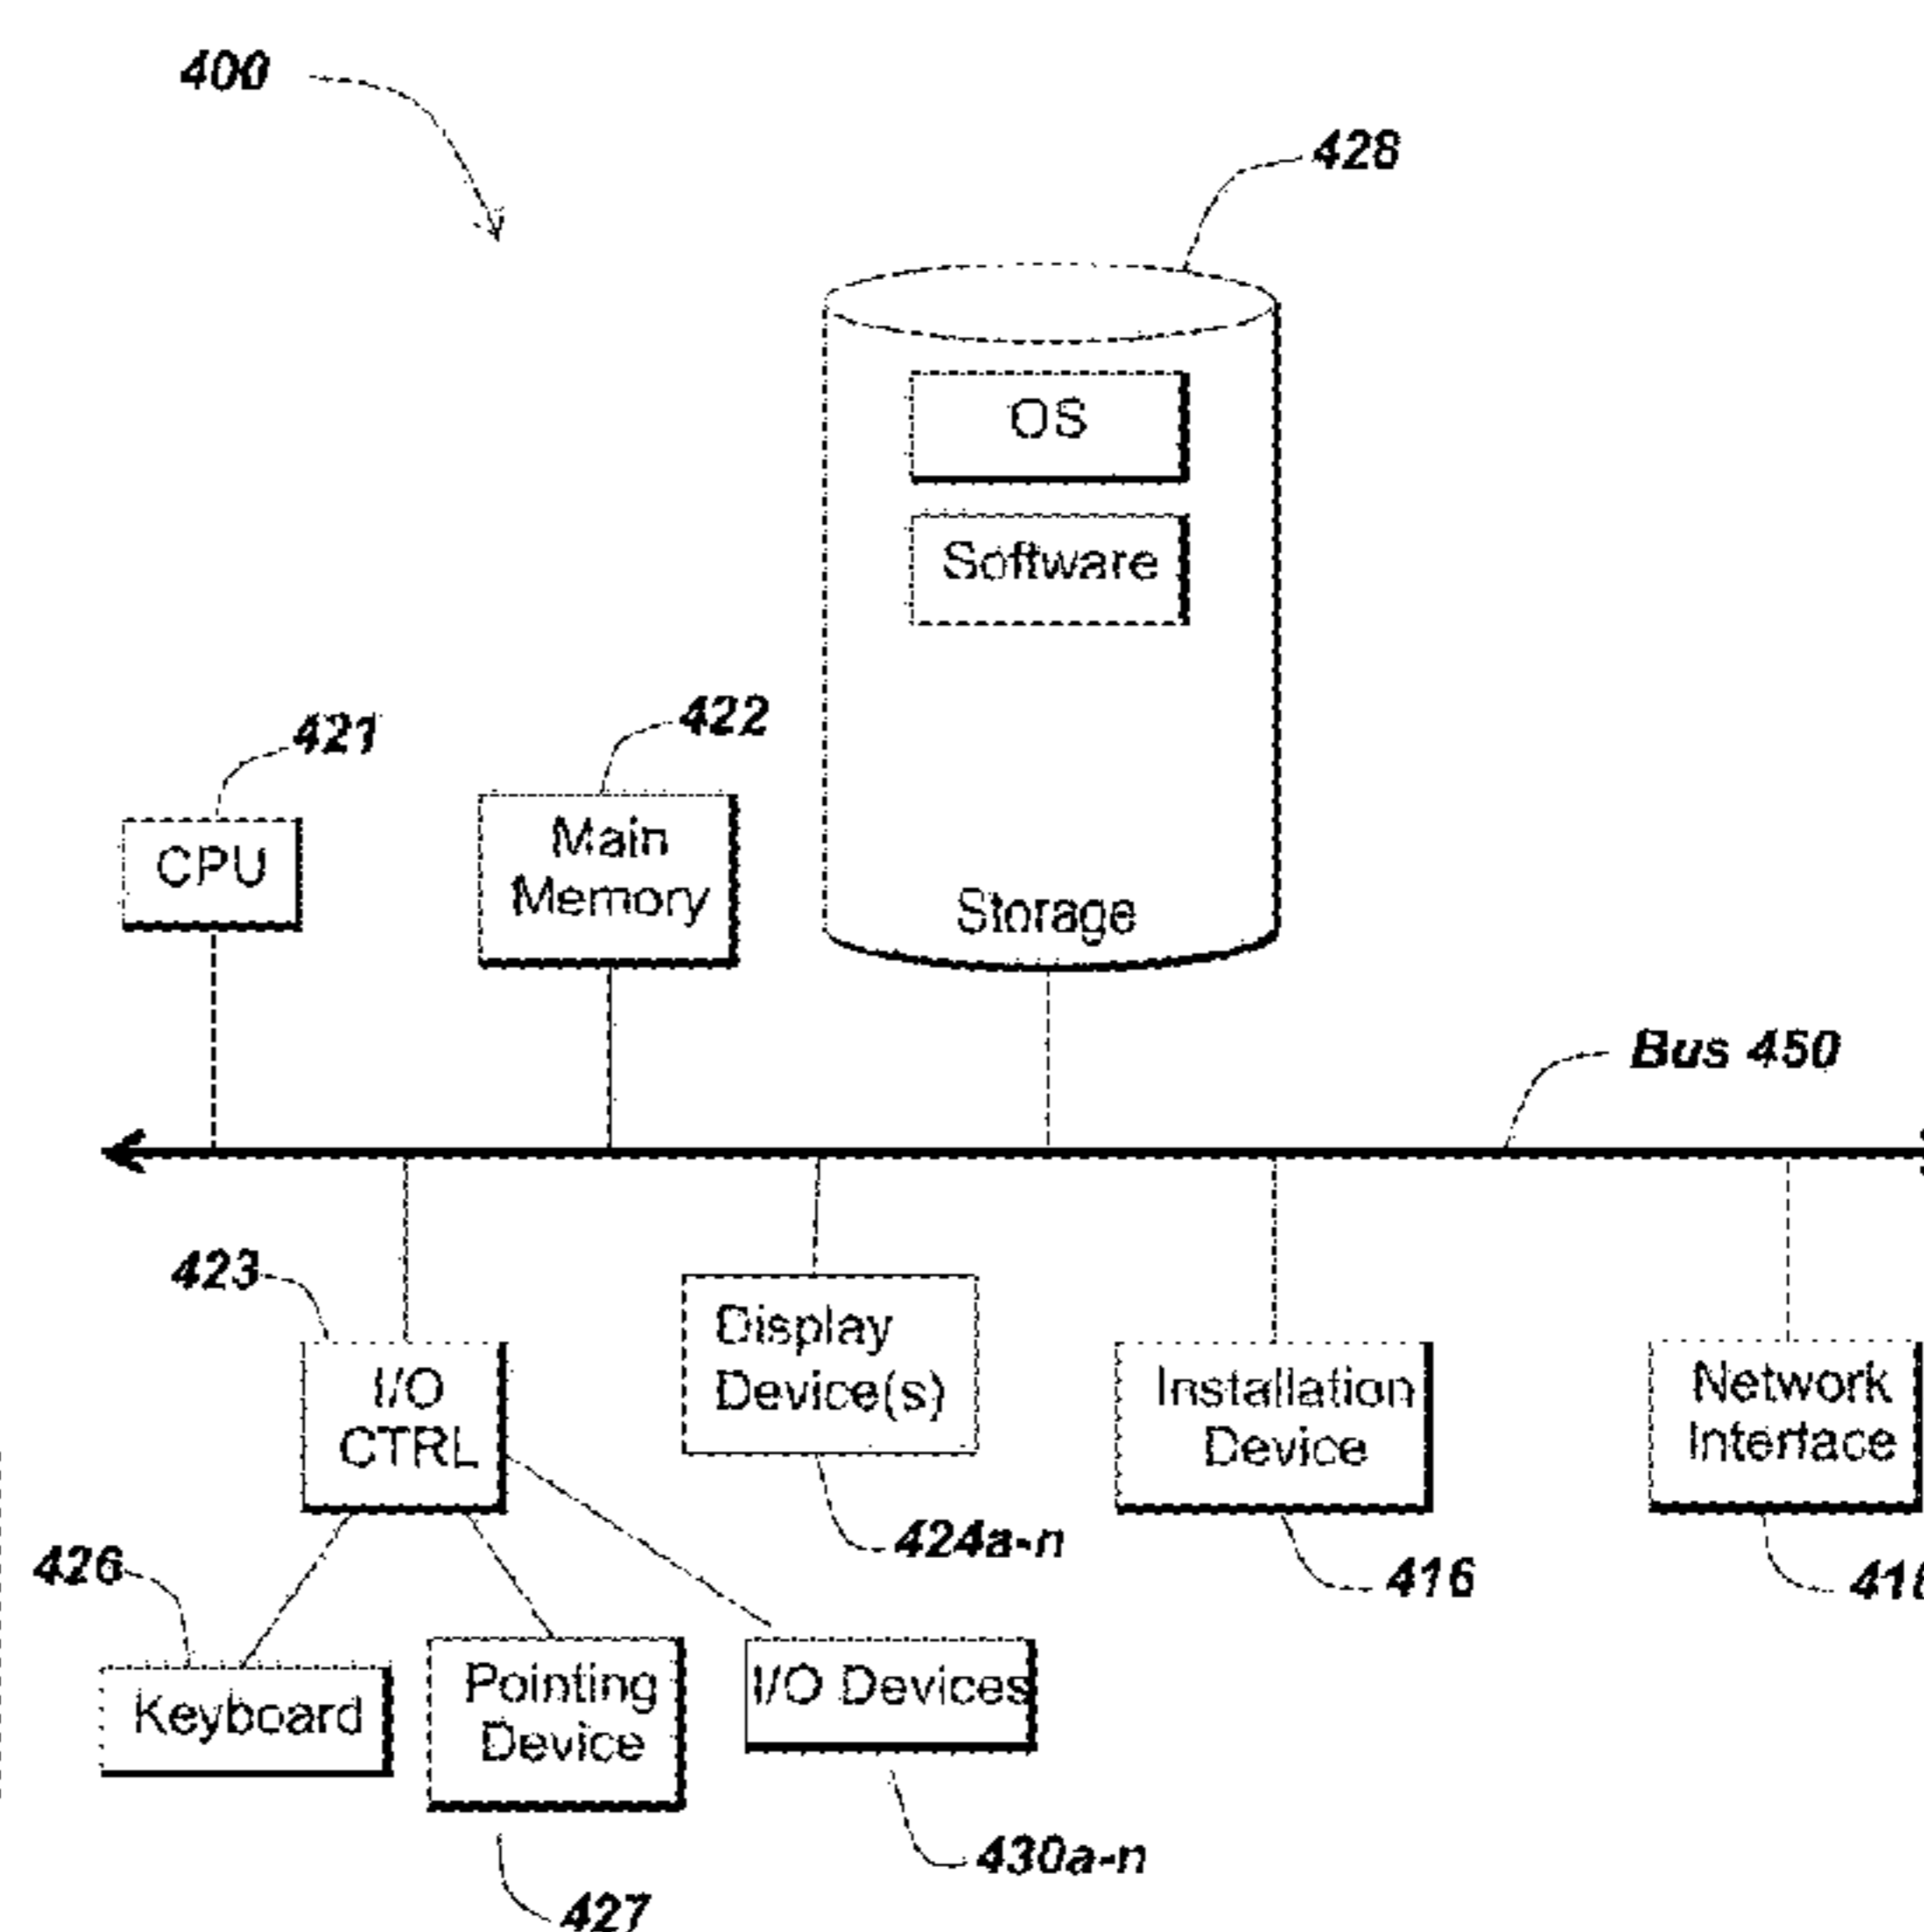 400
428
OS
Software
421
422
CPU
Main
Memory
Storage
Bus 450
423
Display
Device(s)
I/O
CTRL
Installation
Device
Network
Interface
424a-n
416
426
Keyboard
Pointing
Device
I/O Devices
430a-n
427